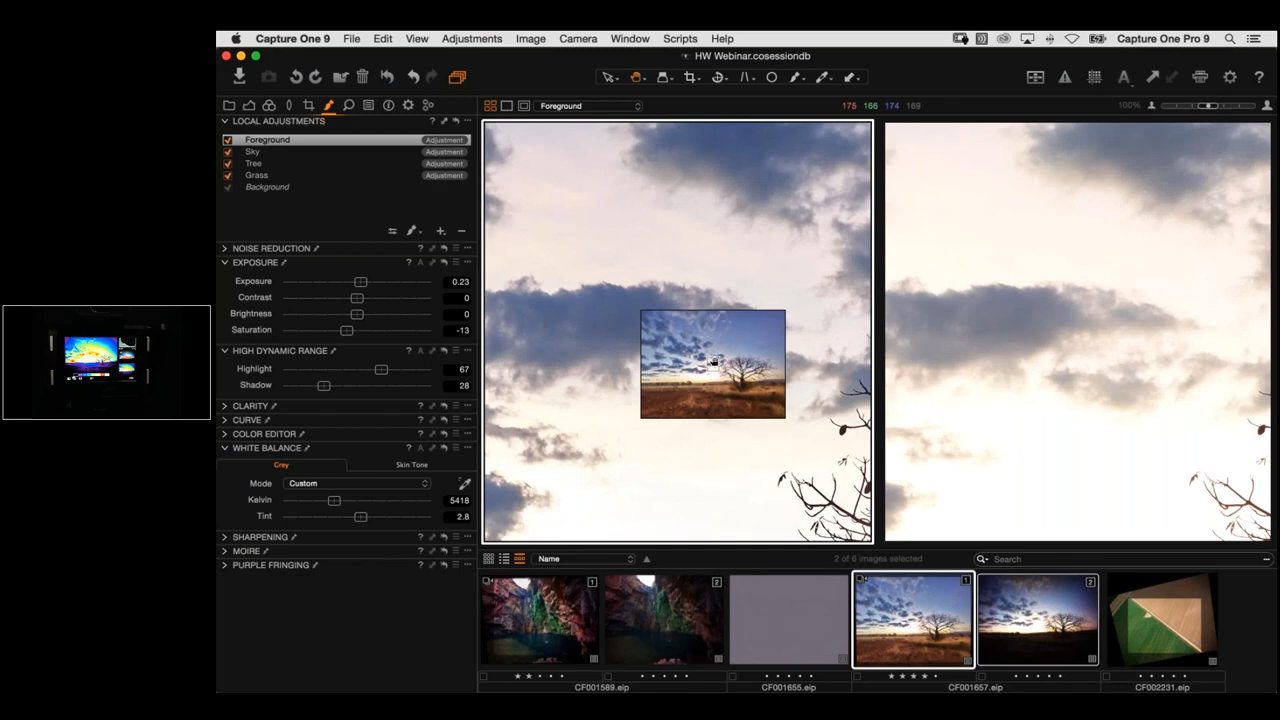 Capture One 9 File Edit View Adjustments Image Camera Window Scripts Help Capture One Pro 9
HW Webinar.cosessiondb
Foreground 175 166 174 169 100%
LOCAL ADJUSTMENTS
Foreground Adjustment
Sky Adjustment
Tree Adjustment
Grass Adjustment
Background
NOISE REDUCTION
EXPOSURE
Exposure 0.23
Contrast 0
Brightness 0
Saturation -13
HIGH DYNAMIC RANGE
Highlight 67
Shadow 28
CLARITY
CURVE
COLOR EDITOR
WHITE BALANCE
Grey Skin Tone
Mode Custom
Kelvin 5418
Tint 2.8
SHARPENING
MOIRE
PURPLE FRINGING
Name 2 of 6 images selected Search
1 2 1 2
CF001589.eip CF001655.eip CF001657.eip CF002231.eip